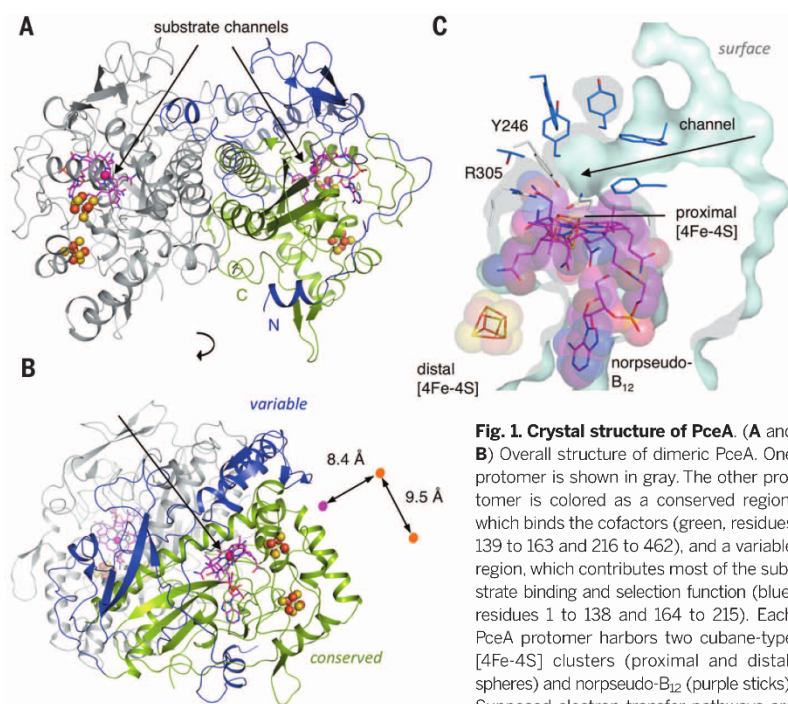 A
substrate channels
C
N
B
variable
8.4 Å
9.5 Å
conserved
C
surface
Y246
channel
R305
proximal
[4Fe-4S]
distal
[4Fe-4S]
norpseudo-
B12
Fig. 1. Crystal structure of PceA. (A and
B) Overall structure of dimeric PceA. One
protomer is shown in gray. The other pro-
tomer is colored as a conserved region
which binds the cofactors (green, residues
139 to 163 and 216 to 462), and a variable
region, which contributes most of the sub-
strate binding and selection function (blue
residues 1 to 138 and 164 to 215). Each
PceA protomer harbors two cubane-type
[4Fe-4S] clusters (proximal and distal
spheres) and norpseudo-B12 (purple sticks)